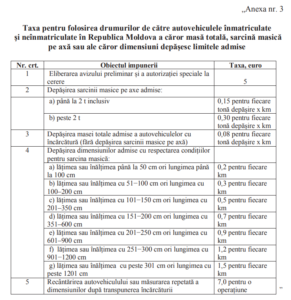 „Anexa nr. 3
Taxa pentru folosirea drumurilor de către autovehiculele înmatriculate
și neînmatriculate în Republica Moldova a căror masă totală, sarcină masică
pe axă sau ale căror dimensiuni depășesc limitele admise
Nr. crt. Obiectul impunerii Taxa, euro
1 Eliberarea avizului preliminar și a autorizației speciale la
cerere 5
2 Depășirea sarcinii masice pe axe admise:
a) până la 2 t inclusiv 0,15 pentru fiecare
tonă depășire x km
b) peste 2 t 0,30 pentru fiecare
tonă depășire x km
3 Depășirea masei totale admise a autovehiculelor cu
încărcătură (fără depășirea sarcinii masice pe axă) 0,08 pentru fiecare
tonă depășire x km
4 Depășirea dimensiunilor admise cu respectarea condițiilor
pentru sarcina masică:
a) lățimea sau înălțimea până la 50 cm ori lungimea până
la 100 cm 0,2 pentru fiecare
km
b) lățimea sau înălțimea cu 51−100 cm ori lungimea cu
100−200 cm 0,3 pentru fiecare
km
c) lățimea sau înălțimea cu 101−150 cm ori lungimea cu
201−350 cm 0,5 pentru fiecare
km
d) lățimea sau înălțimea cu 151−200 cm ori lungimea cu
351−600 cm 0,7 pentru fiecare
km
e) lățimea sau înălțimea cu 201−250 cm ori lungimea cu
601−900 cm 0,9 pentru fiecare
km
f) lățimea sau înălțimea cu 251−300 cm ori lungimea cu
901−1200 cm 1,2 pentru fiecare
km
g) lățimea sau înălțimea cu peste 301 cm ori lungimea cu
peste 1201 cm 1,5 pentru fiecare
km
5 Recântărirea autovehiculului sau măsurarea repetată a
dimensiunilor după transpunerea încărcăturii 7,0 pentru o
operațiune ”